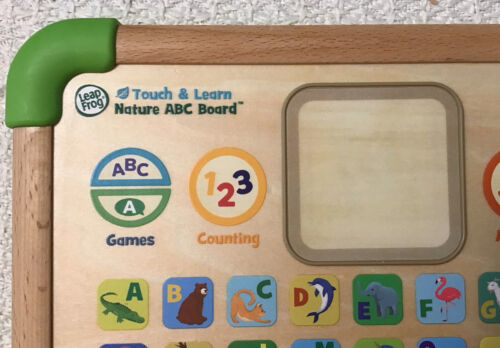 Leap
Frog
Touch & Learn
Nature ABC Board™
ABC
A
Games
123
Counting
A B C D E F G